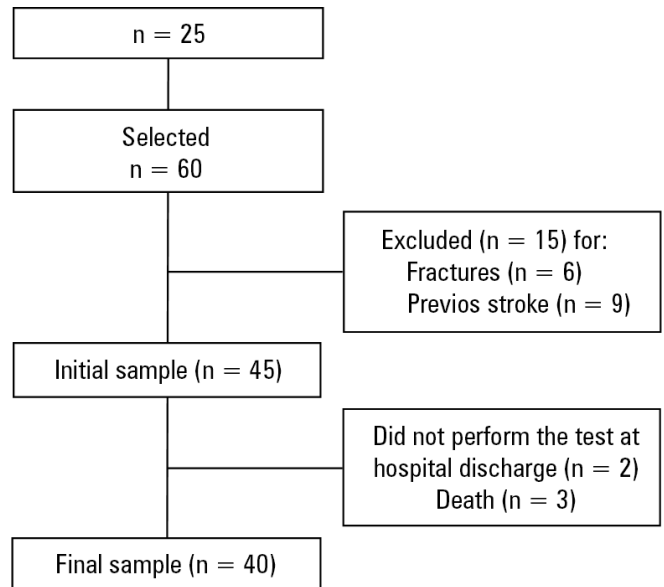 n = 25
Selected
n = 60
Excluded (n = 15) for:
Fractures (n = 6)
Previos stroke (n = 9)
Initial sample (n = 45)
Did not perform the test at
hospital discharge (n = 2)
Death (n = 3)
Final sample (n = 40)